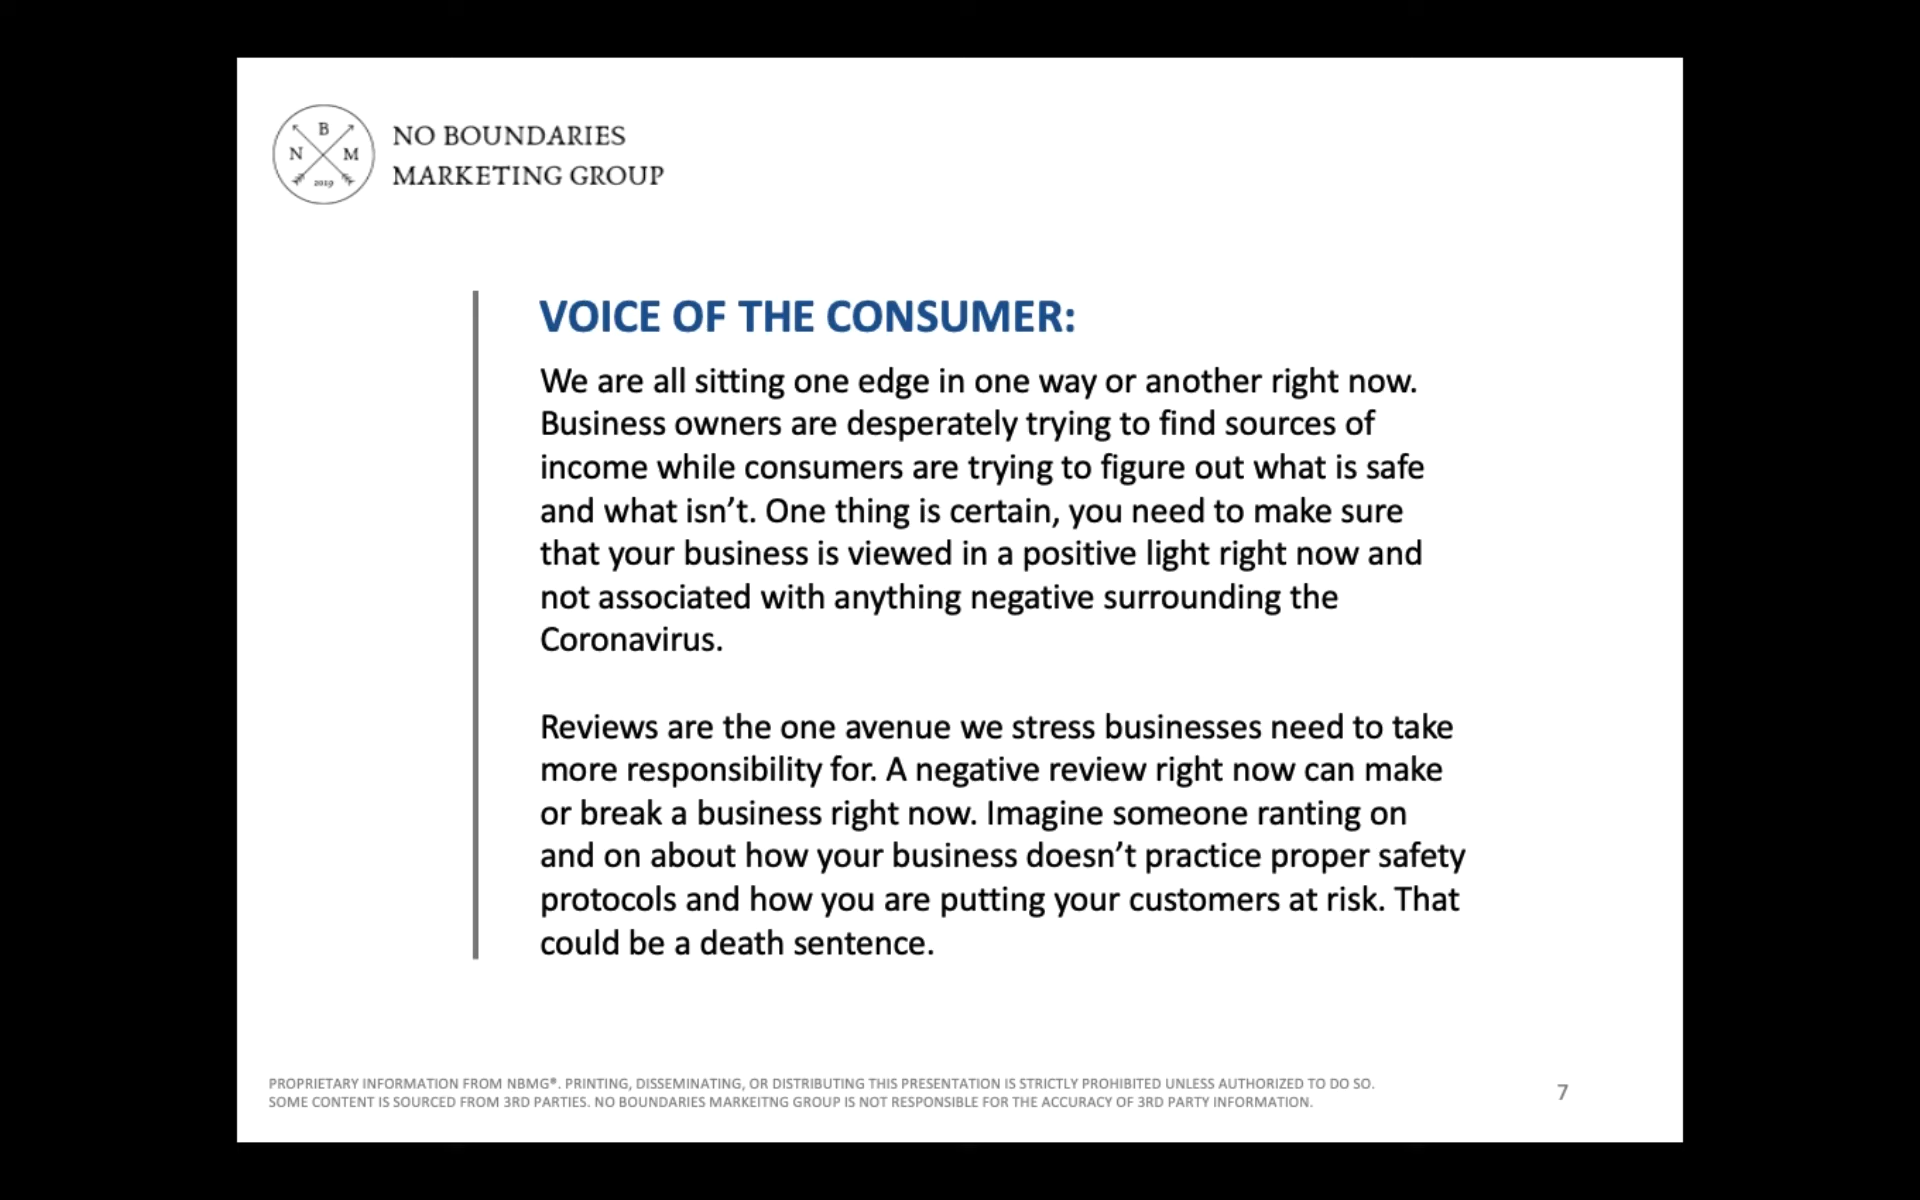 B
N M
2019
NO BOUNDARIES
MARKETING GROUP
VOICE OF THE CONSUMER:
We are all sitting one edge in one way or another right now.
Business owners are desperately trying to find sources of
income while consumers are trying to figure out what is safe
and what isn’t. One thing is certain, you need to make sure
that your business is viewed in a positive light right now and
not associated with anything negative surrounding the
Coronavirus.
Reviews are the one avenue we stress businesses need to take
more responsibility for. A negative review right now can make
or break a business right now. Imagine someone ranting on
and on about how your business doesn’t practice proper safety
protocols and how you are putting your customers at risk. That
could be a death sentence.
PROPRIETARY INFORMATION FROM NBMG®. PRINTING, DISSEMINATING, OR DISTRIBUTING THIS PRESENTATION IS STRICTLY PROHIBITED UNLESS AUTHORIZED TO DO SO.
SOME CONTENT IS SOURCED FROM 3RD PARTIES. NO BOUNDARIES MARKEITNG GROUP IS NOT RESPONSIBLE FOR THE ACCURACY OF 3RD PARTY INFORMATION.
7